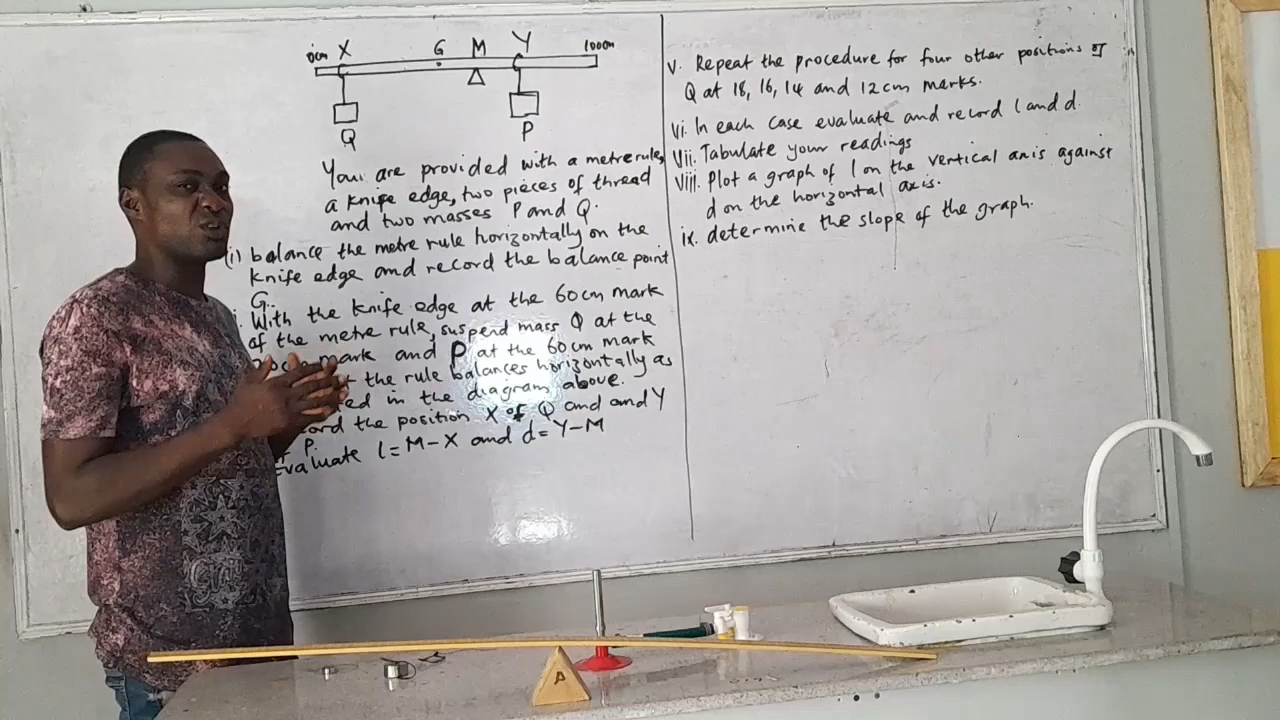 0cm X G M Y 100cm
Q P
You are provided with a metre rule,
a knife edge, two pieces of thread
and two masses P and Q.
(i) balance the metre rule horizontally on the
knife edge and record the balance point
G.
With the knife edge at the 60cm mark
of the metre rule, suspend mass Q at the
mark and P at the 60cm mark
the rule balances horizontally as
in the diagram above.
the position X of Q and and Y
P.
Evaluate l=M-X and d=Y-M
V. Repeat the procedure for four other positions of
Q at 18, 16, 14 and 12cm marks.
Vi. In each case evaluate and record l and d.
Vii. Tabulate your readings
Viii. Plot a graph of l on the vertical axis against
d on the horizontal axis.
ix. determine the slope of the graph.